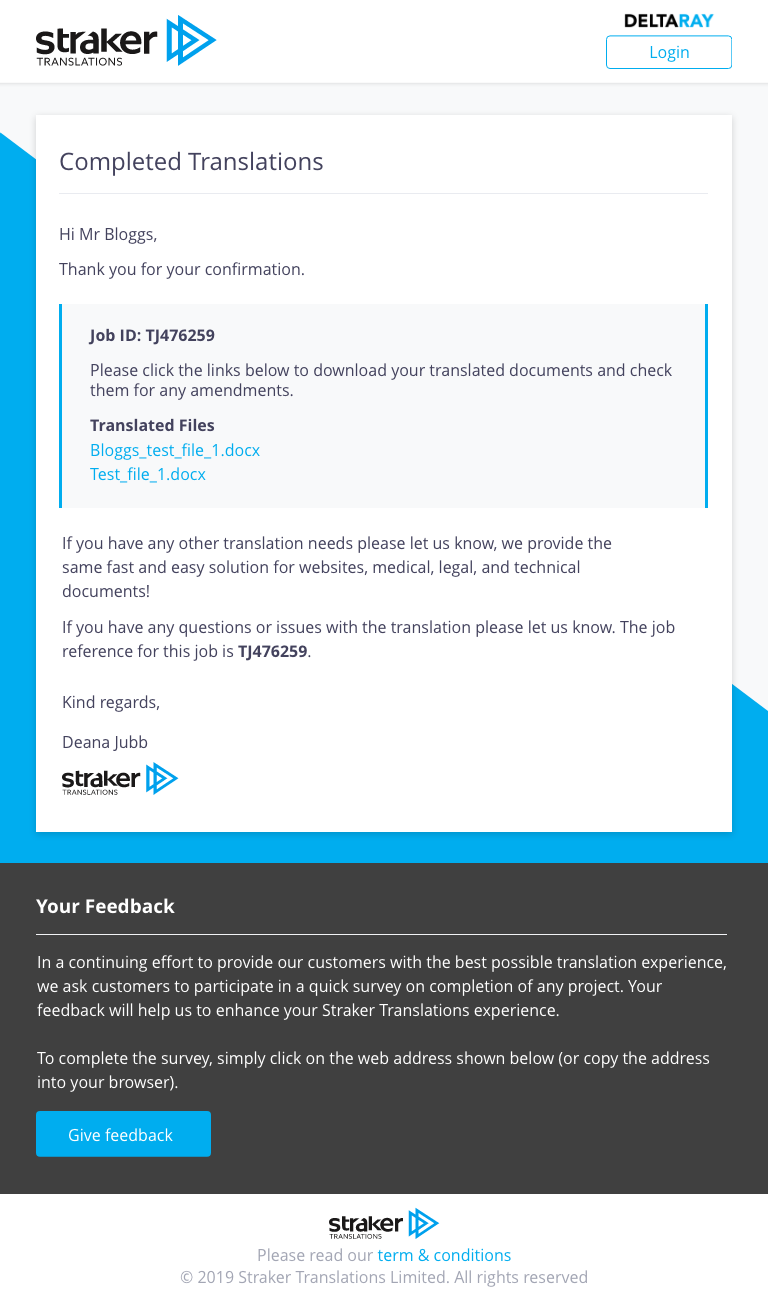 straker
TRANSLATIONS
DELTARAY
Login
Completed Translations
Hi Mr Bloggs,
Thank you for your confirmation.
Job ID: TJ476259
Please click the links below to download your translated documents and check
them for any amendments.
Translated Files
Bloggs_test_file_1.docx
Test_file_1.docx
If you have any other translation needs please let us know, we provide the
same fast and easy solution for websites, medical, legal, and technical
documents!
If you have any questions or issues with the translation please let us know. The job
reference for this job is TJ476259.
Kind regards,
Deana Jubb
straker
TRANSLATIONS
Your Feedback
In a continuing effort to provide our customers with the best possible translation experience,
we ask customers to participate in a quick survey on completion of any project. Your
feedback will help us to enhance your Straker Translations experience.
To complete the survey, simply click on the web address shown below (or copy the address
into your browser).
Give feedback
straker
TRANSLATIONS
Please read our term & conditions
© 2019 Straker Translations Limited. All rights reserved